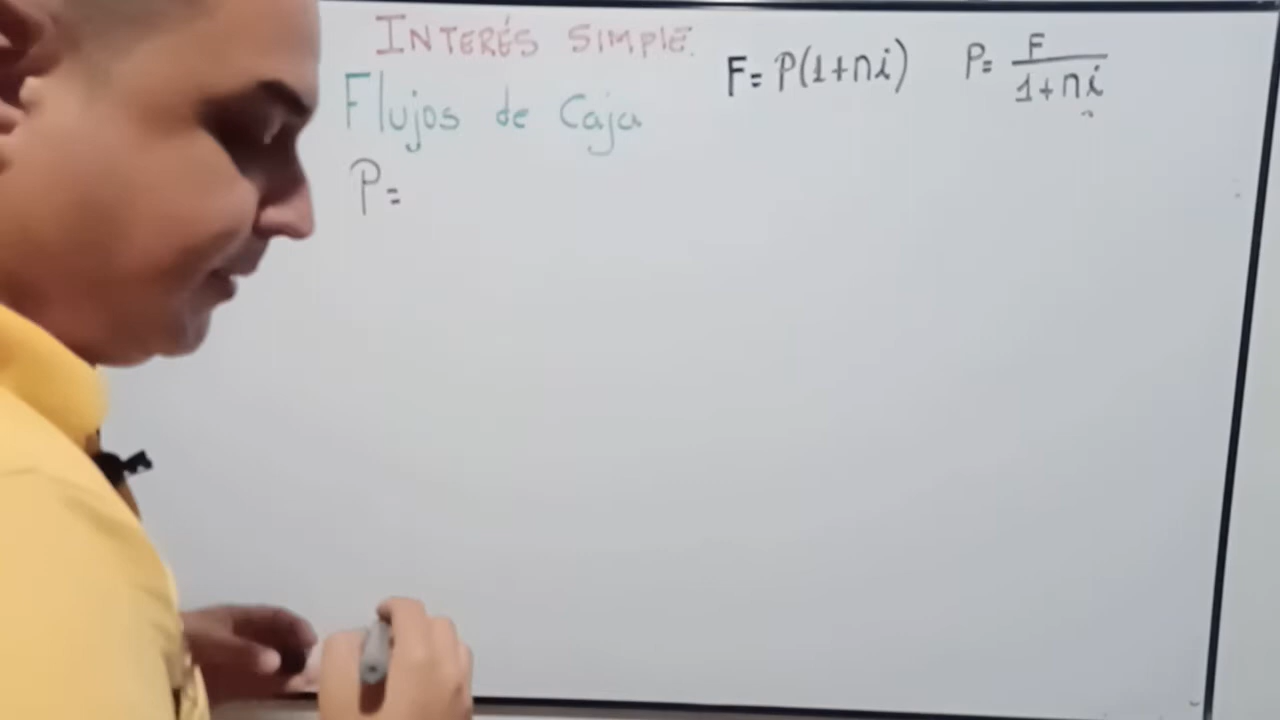 INTERÉS SIMPLE.
Flujos de Caja
F= P(1+ni)
P= F
1+ni
P=